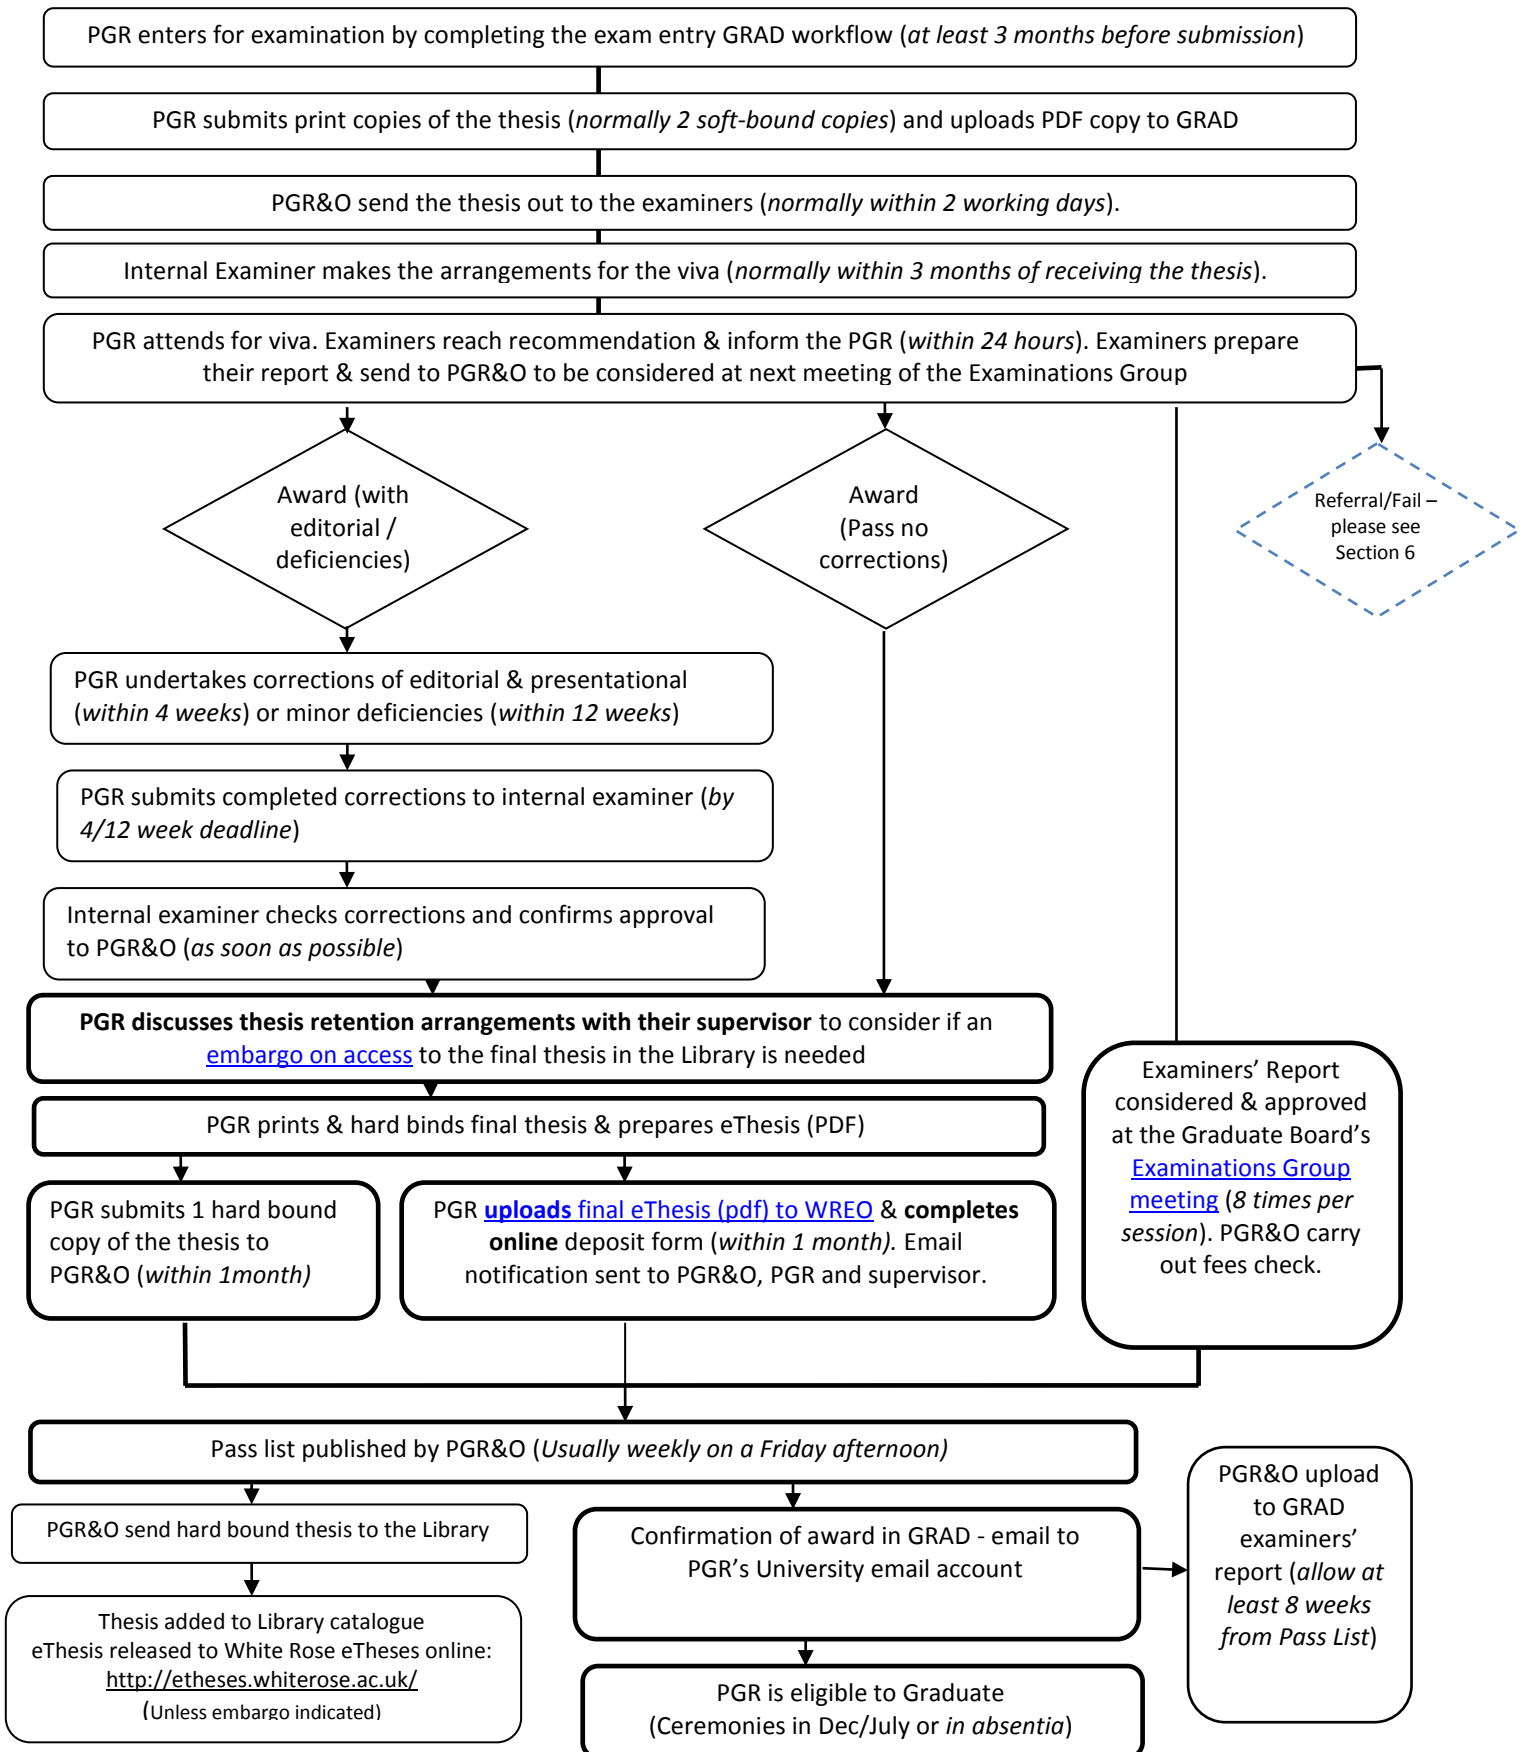 PGR enters for examination by completing the exam entry GRAD workflow (at least 3 months before submission)
PGR submits print copies of the thesis (normally 2 soft-bound copies) and uploads PDF copy to GRAD
PGR&O send the thesis out to the examiners (normally within 2 working days).
Internal Examiner makes the arrangements for the viva (normally within 3 months of receiving the thesis).
PGR attends for viva. Examiners reach recommendation & inform the PGR (within 24 hours). Examiners prepare
their report & send to PGR&O to be considered at next meeting of the Examinations Group
Award (with
editorial /
deficiencies)
Award
(Pass no
corrections)
Referral/Fail –
please see
Section 6
PGR undertakes corrections of editorial & presentational
(within 4 weeks) or minor deficiencies (within 12 weeks)
PGR submits completed corrections to internal examiner (by
4/12 week deadline)
Internal examiner checks corrections and confirms approval
to PGR&O (as soon as possible)
PGR discusses thesis retention arrangements with their supervisor to consider if an
embargo on access to the final thesis in the Library is needed
PGR prints & hard binds final thesis & prepares eThesis (PDF)
PGR submits 1 hard bound
copy of the thesis to
PGR&O (within 1month)
PGR uploads final eThesis (pdf) to WREO & completes
online deposit form (within 1 month). Email
notification sent to PGR&O, PGR and supervisor.
Examiners’ Report
considered & approved
at the Graduate Board’s
Examinations Group
meeting (8 times per
session). PGR&O carry
out fees check.
Pass list published by PGR&O (Usually weekly on a Friday afternoon)
PGR&O send hard bound thesis to the Library
Thesis added to Library catalogue
eThesis released to White Rose eTheses online:
http://etheses.whiterose.ac.uk/
(Unless embargo indicated)
Confirmation of award in GRAD - email to
PGR’s University email account
PGR is eligible to Graduate
(Ceremonies in Dec/July or in absentia)
PGR&O upload
to GRAD
examiners’
report (allow at
least 8 weeks
from Pass List)